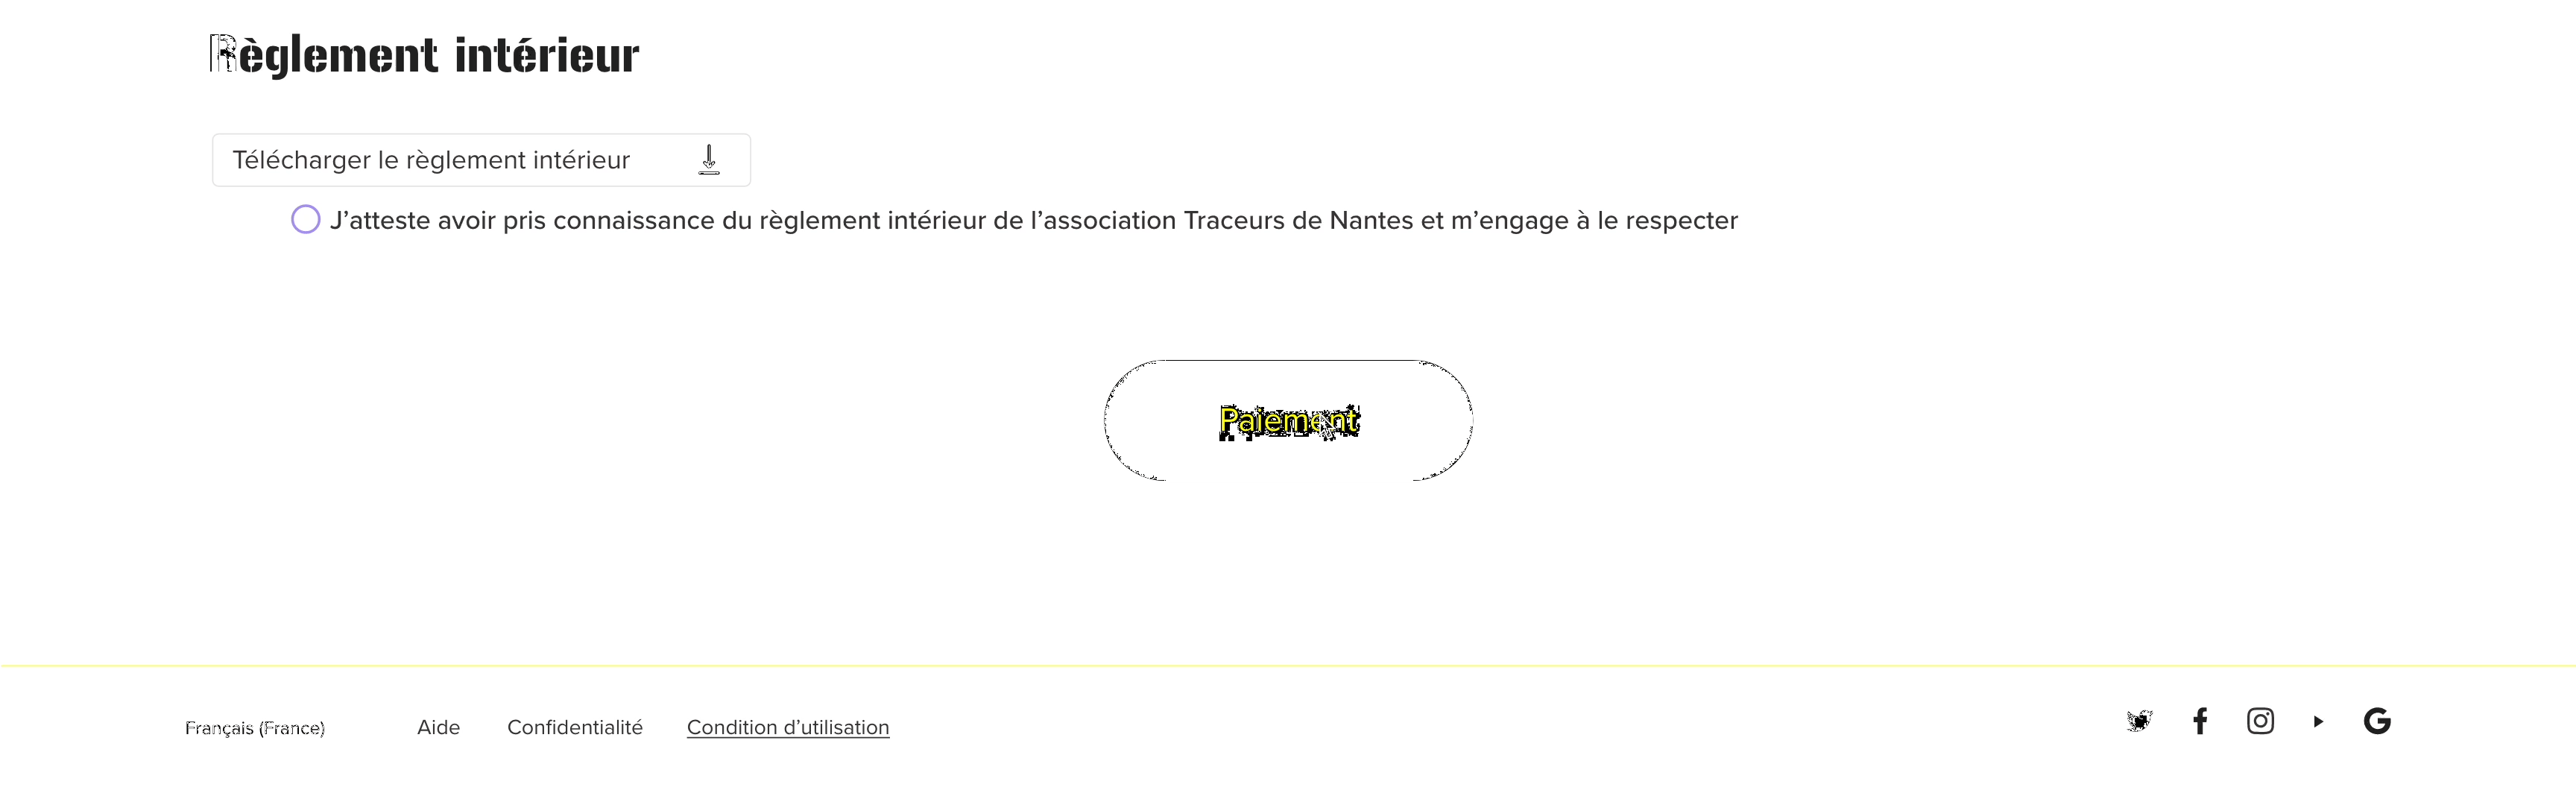 Règlement intérieur
Télécharger le règlement intérieur
J’atteste avoir pris connaissance du règlement intérieur de l’association Traceurs de Nantes et m’engage à le respecter
Paiement
Français (France) Aide Confidentialité Condition d’utilisation